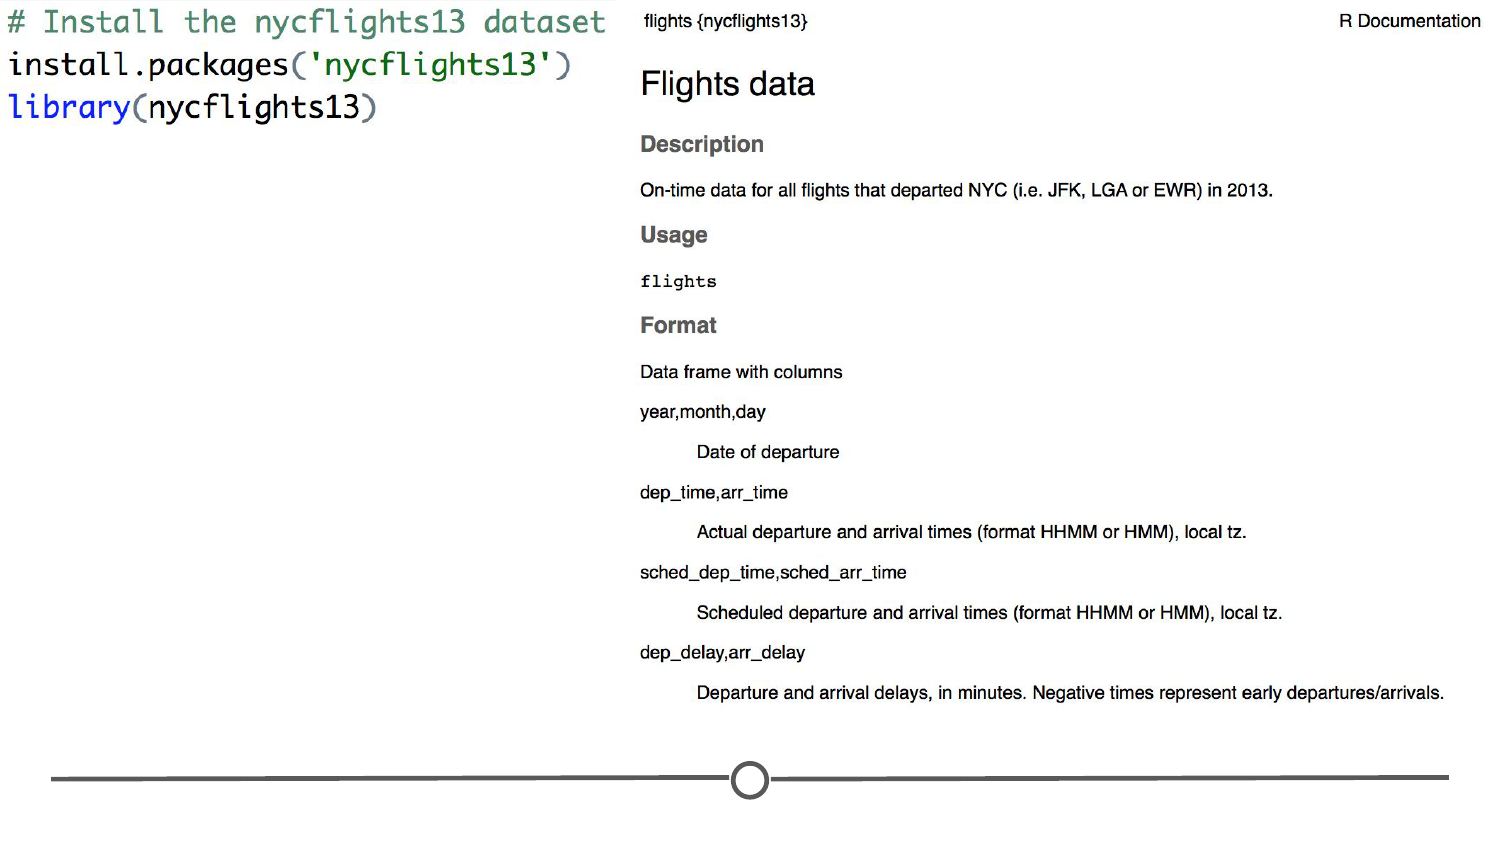 # Install the nycflights13 dataset
install.packages('nycflights13')
library(nycflights13)
flights {nycflights13}
R Documentation
Flights data
Description
On-time data for all flights that departed NYC (i.e. JFK, LGA or EWR) in 2013.
Usage
flights
Format
Data frame with columns
year,month,day
Date of departure
dep_time,arr_time
Actual departure and arrival times (format HHMM or HMM), local tz.
sched_dep_time,sched_arr_time
Scheduled departure and arrival times (format HHMM or HMM), local tz.
dep_delay,arr_delay
Departure and arrival delays, in minutes. Negative times represent early departures/arrivals.